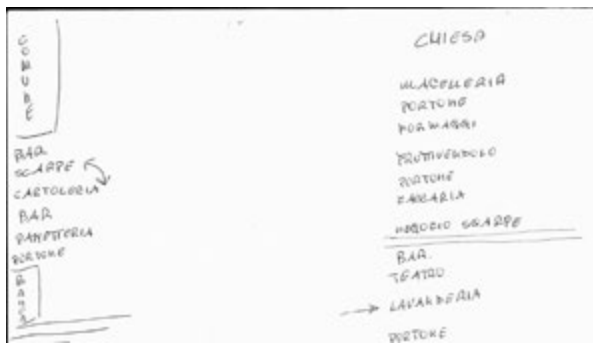 COMUNE
BAR
SCARPE
CARTOLERIA
BAR
PANETTERIA
PORTONE
BANCA
CHIESA
MACELLERIA
PORTONE
FORMAGGI
FRUTTIVENDOLO
PORTONE
NEGOZIO SCARPE
BAR
TEATRO
LAVANDERIA
PORTONE